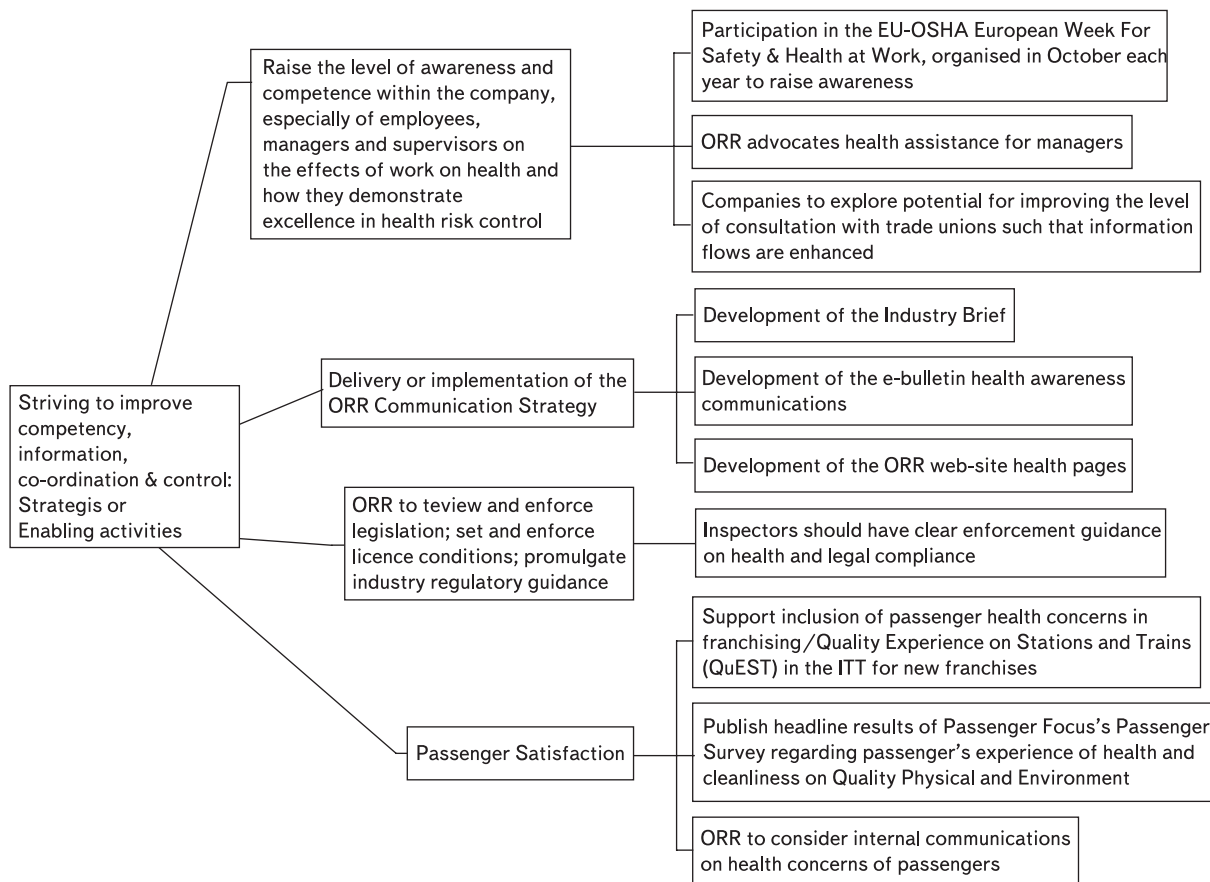 Participation in the EU-OSHA European Week For
Safety & Health at Work, organised in October each
year to raise awareness
Raise the level of awareness and
competence within the company,
especially of employees,
managers and supervisors on
the effects of work on health and
how they demonstrate
excellence in health risk control
ORR advocates health assistance for managers
Companies to explore potential for improving the level
of consultation with trade unions such that information
flows are enhanced
Development of the Industry Brief
Delivery or implementation of the
ORR Communication Strategy
Development of the e-bulletin health awareness
communications
Development of the ORR web-site health pages
Striving to improve
competency,
information,
co-ordination & control:
Strategis or
Enabling activities
ORR to teview and enforce
legislation; set and enforce
licence conditions; promulgate
industry regulatory guidance
Inspectors should have clear enforcement guidance
on health and legal compliance
Support inclusion of passenger health concerns in
franchising/Quality Experience on Stations and Trains
(QuEST) in the ITT for new franchises
Passenger Satisfaction
Publish headline results of Passenger Focus's Passenger
Survey regarding passenger's experience of health and
cleanliness on Quality Physical and Environment
ORR to consider internal communications
on health concerns of passengers